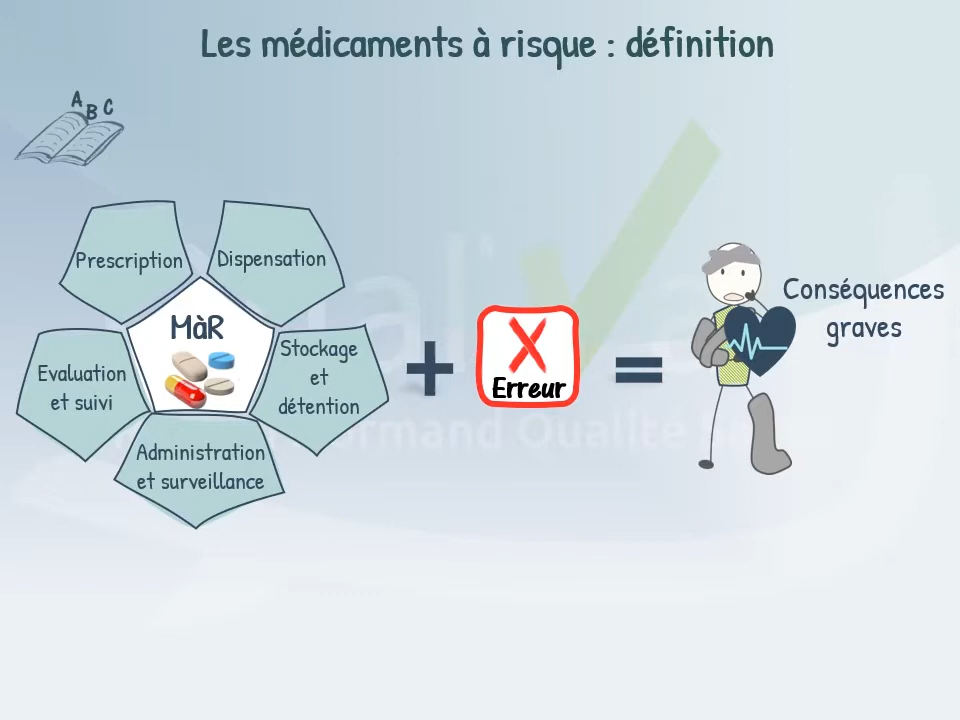 Les médicaments à risque : définition
A B C
Prescription
Dispensation
MàR
Stockage
et
détention
Evaluation
et suivi
Administration
et surveillance
+
Erreur
=
Conséquences
graves